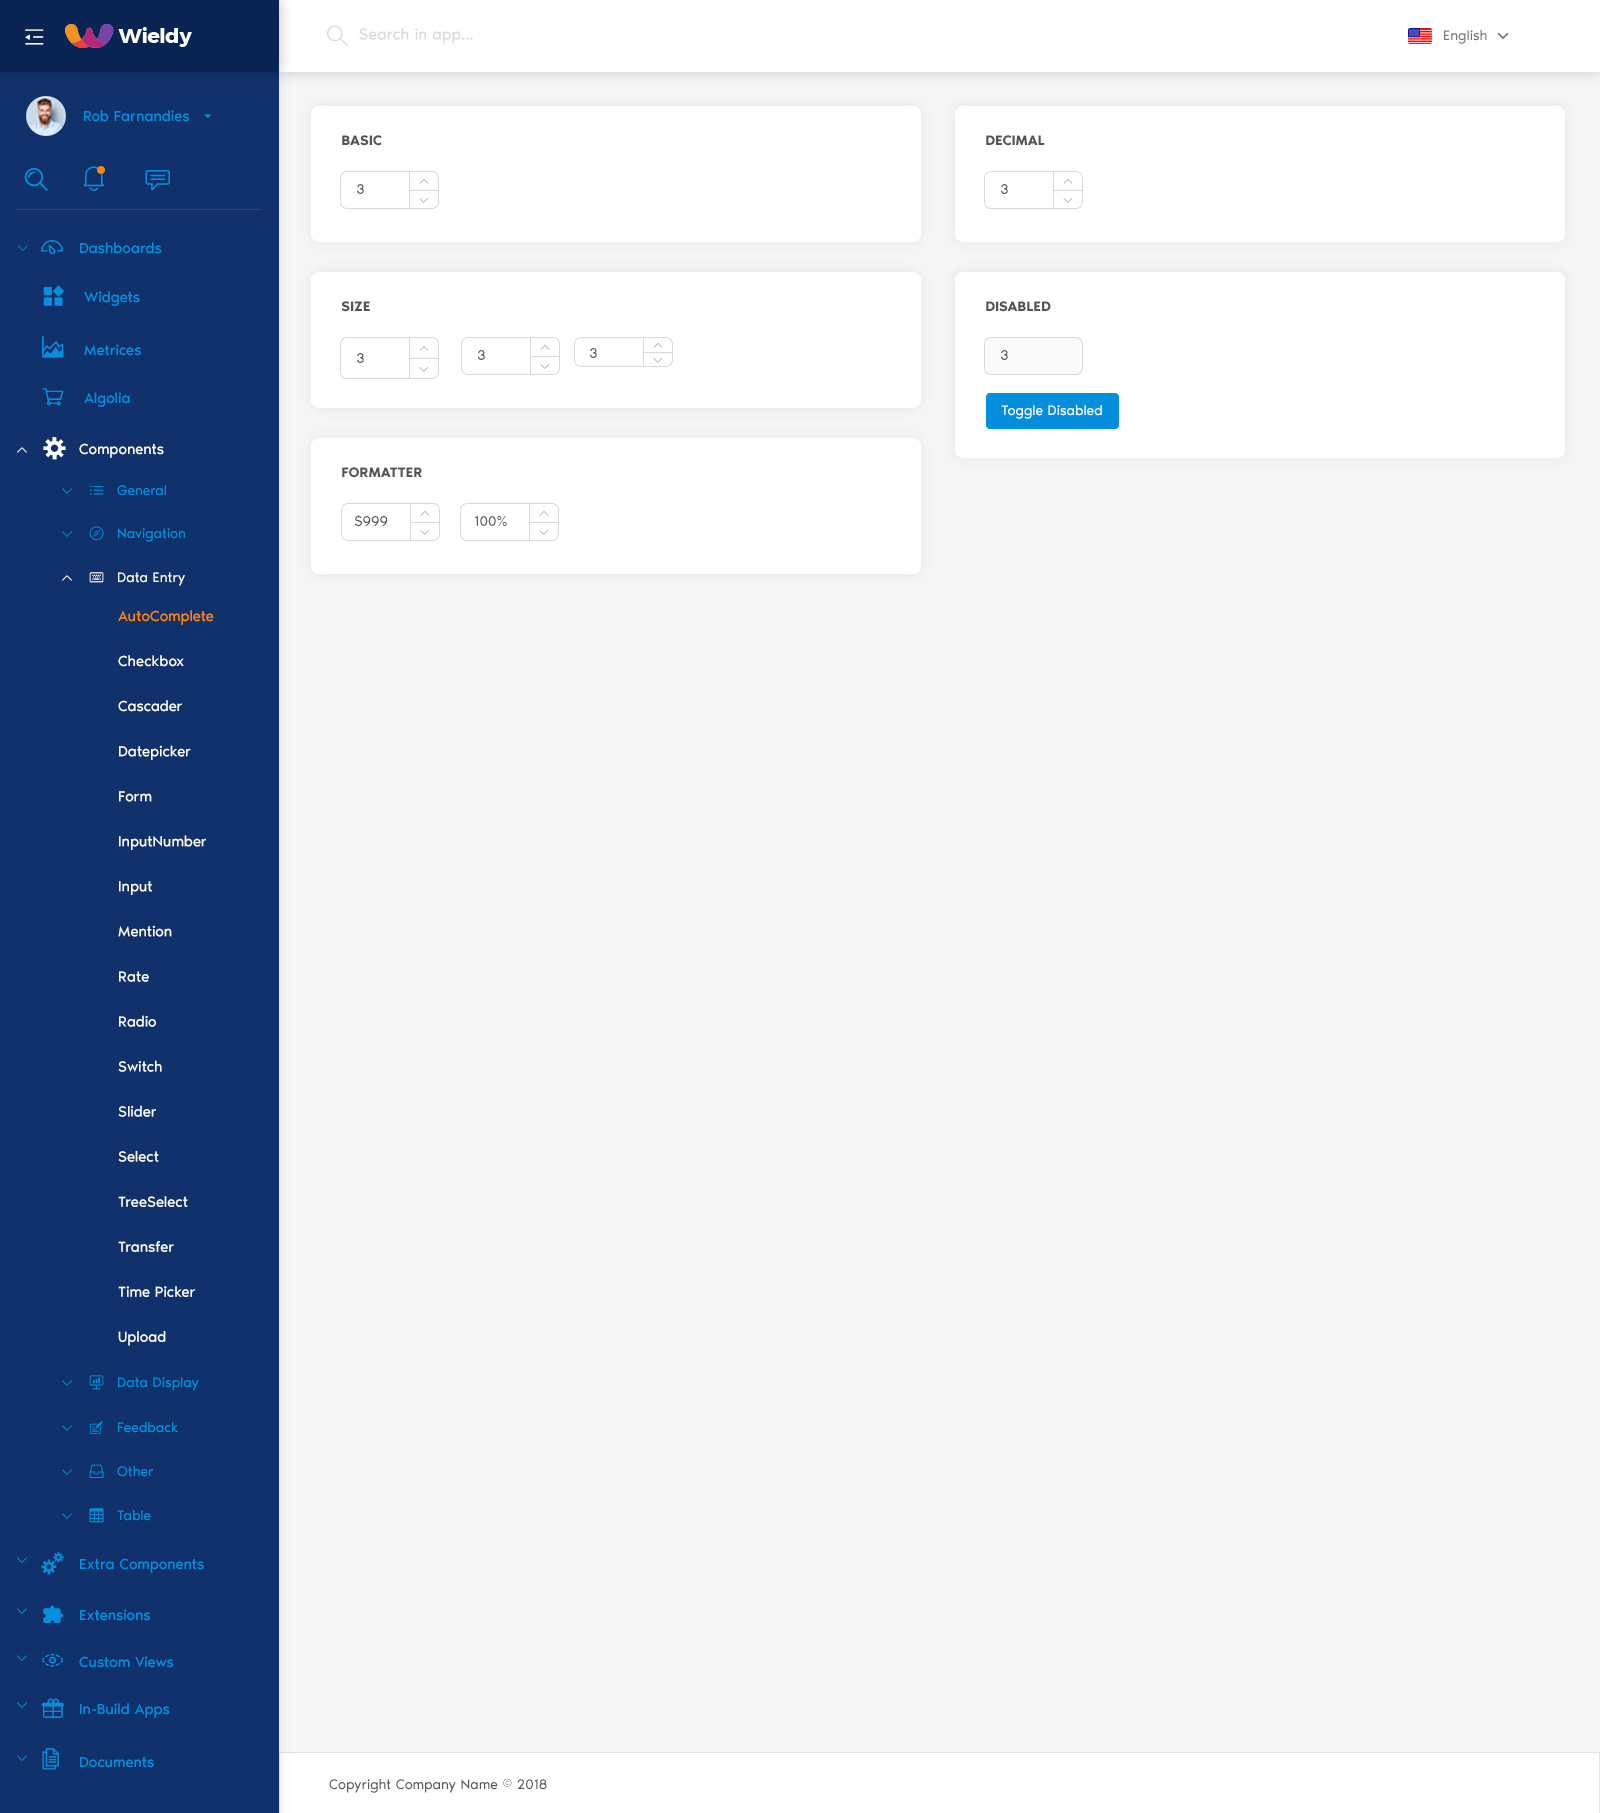 Wieldy
Search in app...
English
Rob Farnandies
Dashboards
Widgets
Metrices
Algolia
Components
General
Navigation
Data Entry
AutoComplete
Checkbox
Cascader
Datepicker
Form
InputNumber
Input
Mention
Rate
Radio
Switch
Slider
Select
TreeSelect
Transfer
Time Picker
Upload
Data Display
Feedback
Other
Table
Extra Components
Extensions
Custom Views
In-Build Apps
Documents
BASIC
3
DECIMAL
3
SIZE
3 3 3
DISABLED
3
Toggle Disabled
FORMATTER
$999 100%
Copyright Company Name © 2018